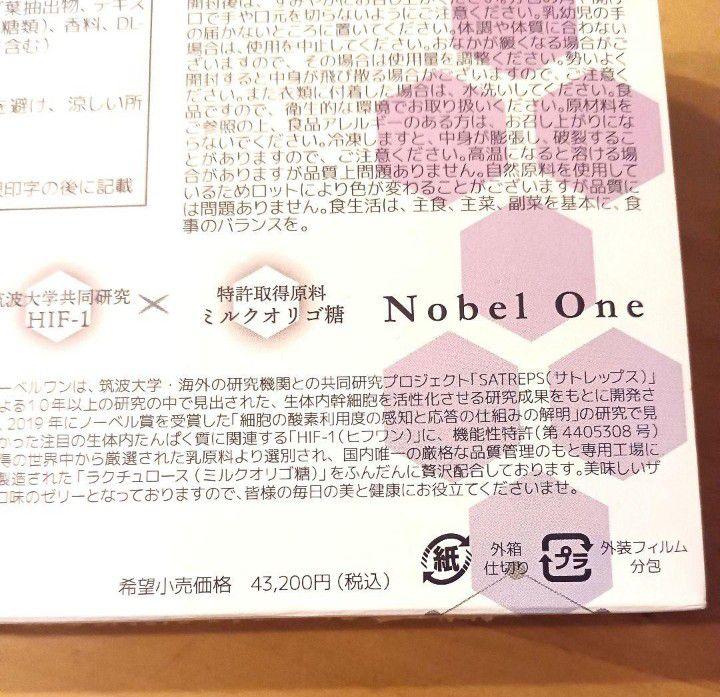 葉抽出物、テキス
糖類)、香料、DL-
含む)
を避け、涼しい所
印字の後に記載
口で手や口元を切らないようにご注意ください。乳幼児の手
の届かないところに置いてください。体調や体質に合わない
場合は、使用を中止してください。おなかが緩くなる場合がご
ざいますので、その場合は使用量を調整ください。勢いよく
開封すると中身が飛び散る場合がございますので、ご注意く
ださい。また衣類に付着した場合は、水洗いしてください。食
品ですので、衛生的な環境でお取り扱いください。原材料を
ご参照の上、食品アレルギーのある方は、お召し上がりにな
らないでください。冷凍しますと、中身が膨張し、破裂するこ
とがありますので、ご注意ください。高温になると溶ける場
合がありますが品質上問題ありません。自然原料を使用して
いるためロットにより色が変わることがございますが品質に
は問題ありません。食生活は、主食、主菜、副菜を基本に、食
事のバランスを。
筑波大学共同研究
HIF-1
×
特許取得原料
ミルクオリゴ糖
Nobel One
ーベルワンは、筑波大学・海外の研究機関との共同研究プロジェクト「SATREPS(サトレップス)」
よる10年以上の研究の中で見出された、生体内幹細胞を活性化させる研究成果をもとに開発さ
、2019年にノーベル賞を受賞した「細胞の酸素利用度の感知と応答の仕組みの解明」の研究で見
かった注目の生体内たんぱく質に関連する「HIF-1(ヒフワン)」に、機能性特許(第4405308号)
得の世界中から厳選された乳原料より選別され、国内唯一の厳格な品質管理のもと専用工場に
製造された「ラクチュロース(ミルクオリゴ糖)」をふんだんに贅沢配合しております。美味しいザ
口味のゼリーとなっておりますので、皆様の毎日の美と健康にお役立てくださいませ。
紙
外箱
仕切り
プラ
外装フィルム
分包
希望小売価格 43,200円(税込)